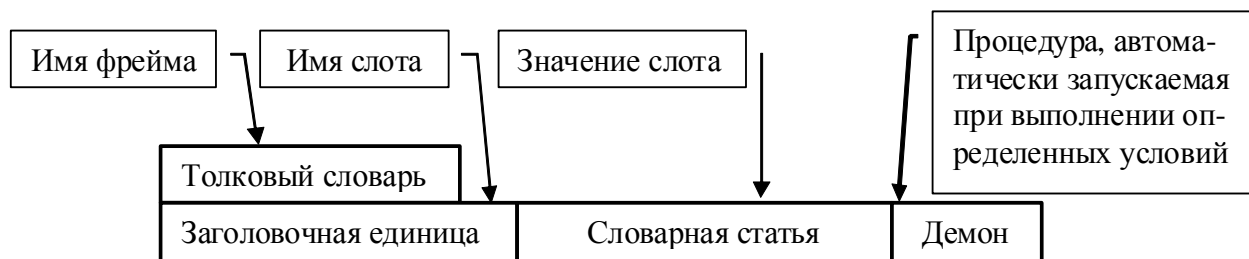 Имя фрейма
Имя слота
Значение слота
Процедура, автома-
тически запускаемая
при выполнении оп-
ределенных условий
Толковый словарь
Заголовочная единица
Словарная статья
Демон